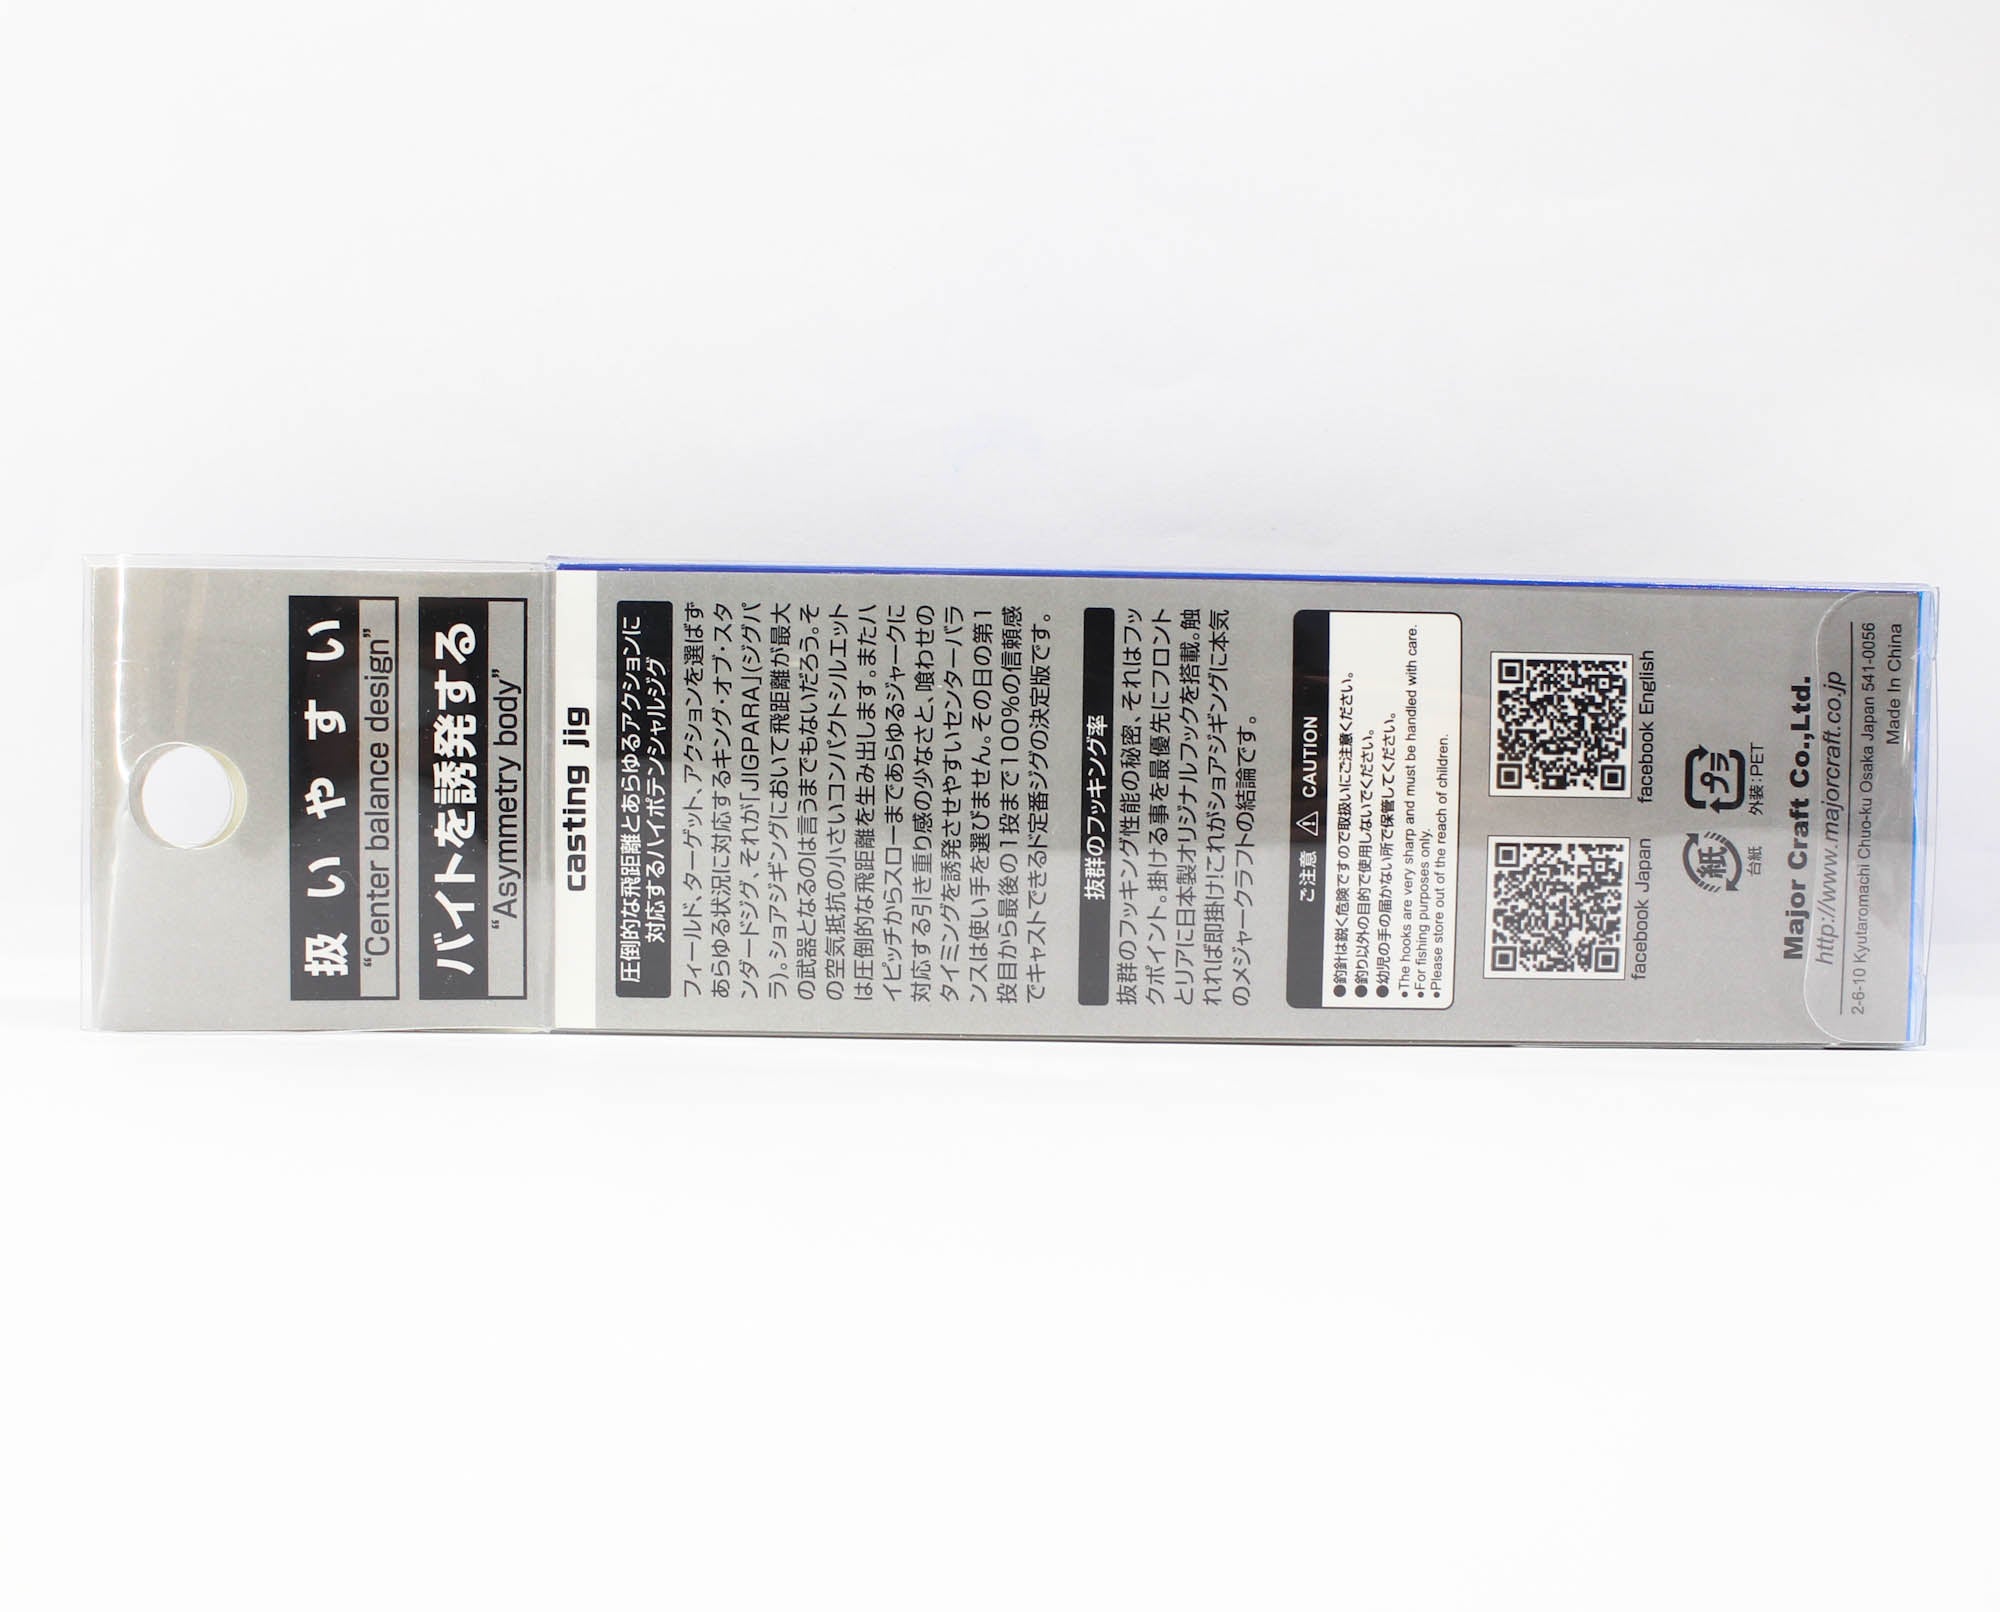 扱いやすい
“Center balance design”
バイトを誘発する
“Asymmetry body”
casting jig
圧倒的な飛距離とあらゆるアクションに
対応するハイポテンシャルジグ
フィールド、ターゲット、アクションを選ばず
あらゆる状況に対応するキング・オブ・スタ
ンダードジグ、それが「JIGPARA」(ジグパ
ラ)。ショアジギングにおいて飛距離が最大
の武器となるのは言うまでもないだろう。そ
の空気抵抗の小さいコンパクトシルエット
は圧倒的な飛距離を生み出します。またハ
イピッチからスローまであらゆるジャークに
対応する引き重り感の少なさと、喰わせの
タイミングを誘発させやすいセンターバラ
ンスは使い手を選びません。その日の第1
投目から最後の1投まで100%の信頼感
でキャストできるド定番ジグの決定版です。
抜群のフッキング率
抜群のフッキング性能の秘密、それはフッ
クポイント。掛ける事を最優先にフロント
とリアに日本製オリジナルフックを搭載。触
れれば即掛け!これがショアジギングに本気
のメジャークラフトの結論です。
ご注意 ⚠ CAUTION
●釣針は鋭く危険ですので取扱いにご注意ください。
●釣り以外の目的で使用しないでください。
●幼児の手の届かない所で保管してください。
•The hooks are very sharp and must be handled with care.
•For fishing purposes only.
•Please store out of the reach of children.
facebook Japan facebook English
紙 プラ
台紙 外装:PET
Major Craft Co.,Ltd.
http://www.majorcraft.co.jp
2-6-10 Kyutaromachi Chuo-ku Osaka Japan 541-0056
Made In China